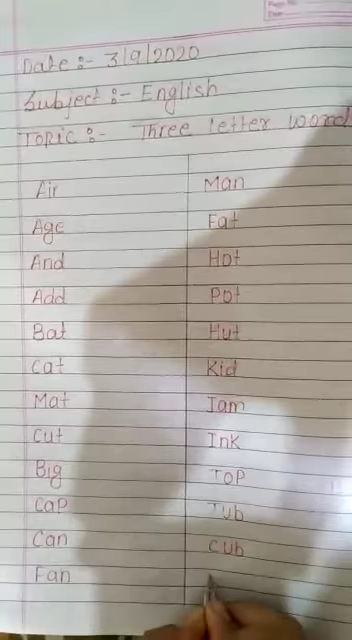 Date :- 3/9/2020
Subject :- English
Topic :- Three letter word
Air
Age
And
Add
Bat
Cat
Mat
Cut
Big
Cap
Can
Fan
Man
Fat
Hot
Pot
Hut
Kid
Jam
Ink
Top
Tub
Cub